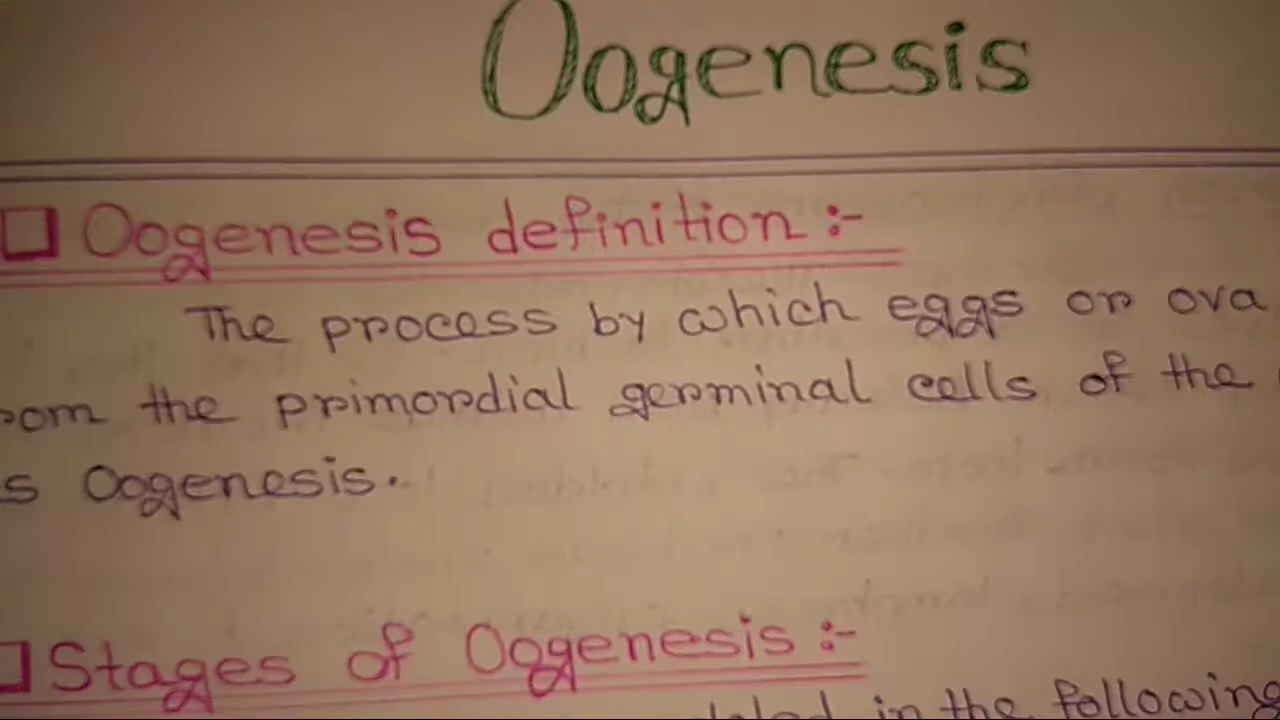 Oogenesis
Oogenesis definition :-
The process by which eggs or ova
rom the primordial germinal cells of the
s Oogenesis.
Stages of Oogenesis :-
in the following